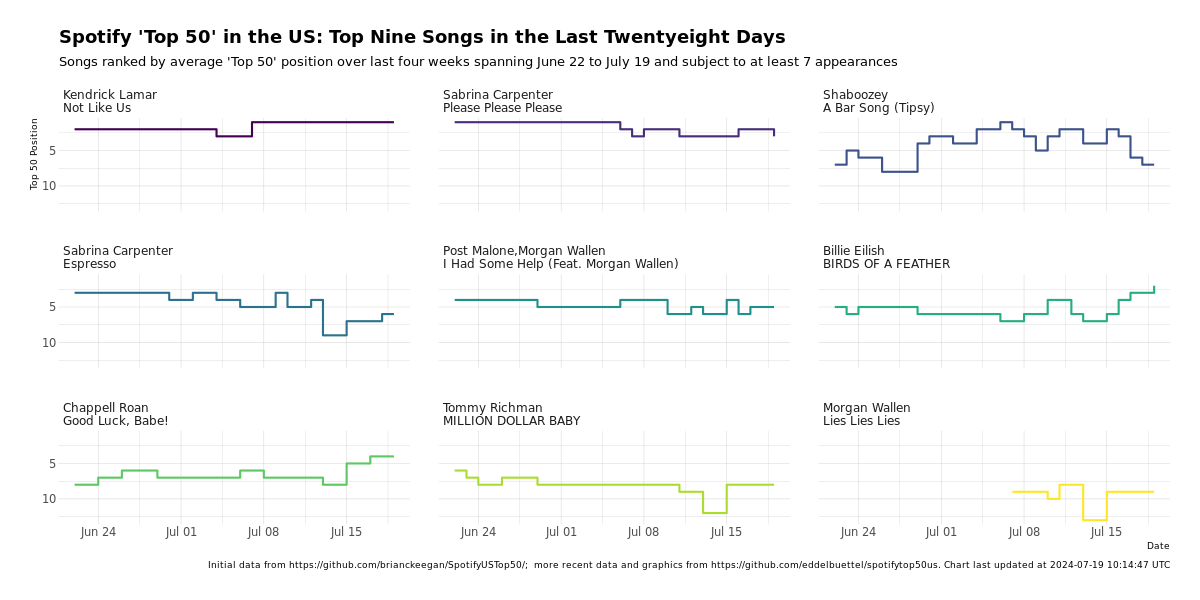 Spotify 'Top 50' in the US: Top Nine Songs in the Last Twentyeight Days
Songs ranked by average 'Top 50' position over last four weeks spanning June 22 to July 19 and subject to at least 7 appearances
Kendrick Lamar
Not Like Us
Sabrina Carpenter
Please Please Please
Shaboozey
A Bar Song (Tipsy)
Top 50 Position
5
10
Sabrina Carpenter
Espresso
Post Malone,Morgan Wallen
I Had Some Help (Feat. Morgan Wallen)
Billie Eilish
BIRDS OF A FEATHER
5
10
Chappell Roan
Good Luck, Babe!
Tommy Richman
MILLION DOLLAR BABY
Morgan Wallen
Lies Lies Lies
5
10
Jun 24 Jul 01 Jul 08 Jul 15
Jun 24 Jul 01 Jul 08 Jul 15
Jun 24 Jul 01 Jul 08 Jul 15
Date
Initial data from https://github.com/brianckeegan/SpotifyUSTop50/;  more recent data and graphics from https://github.com/eddelbuettel/spotifytop50us. Chart last updated at 2024-07-19 10:14:47 UTC